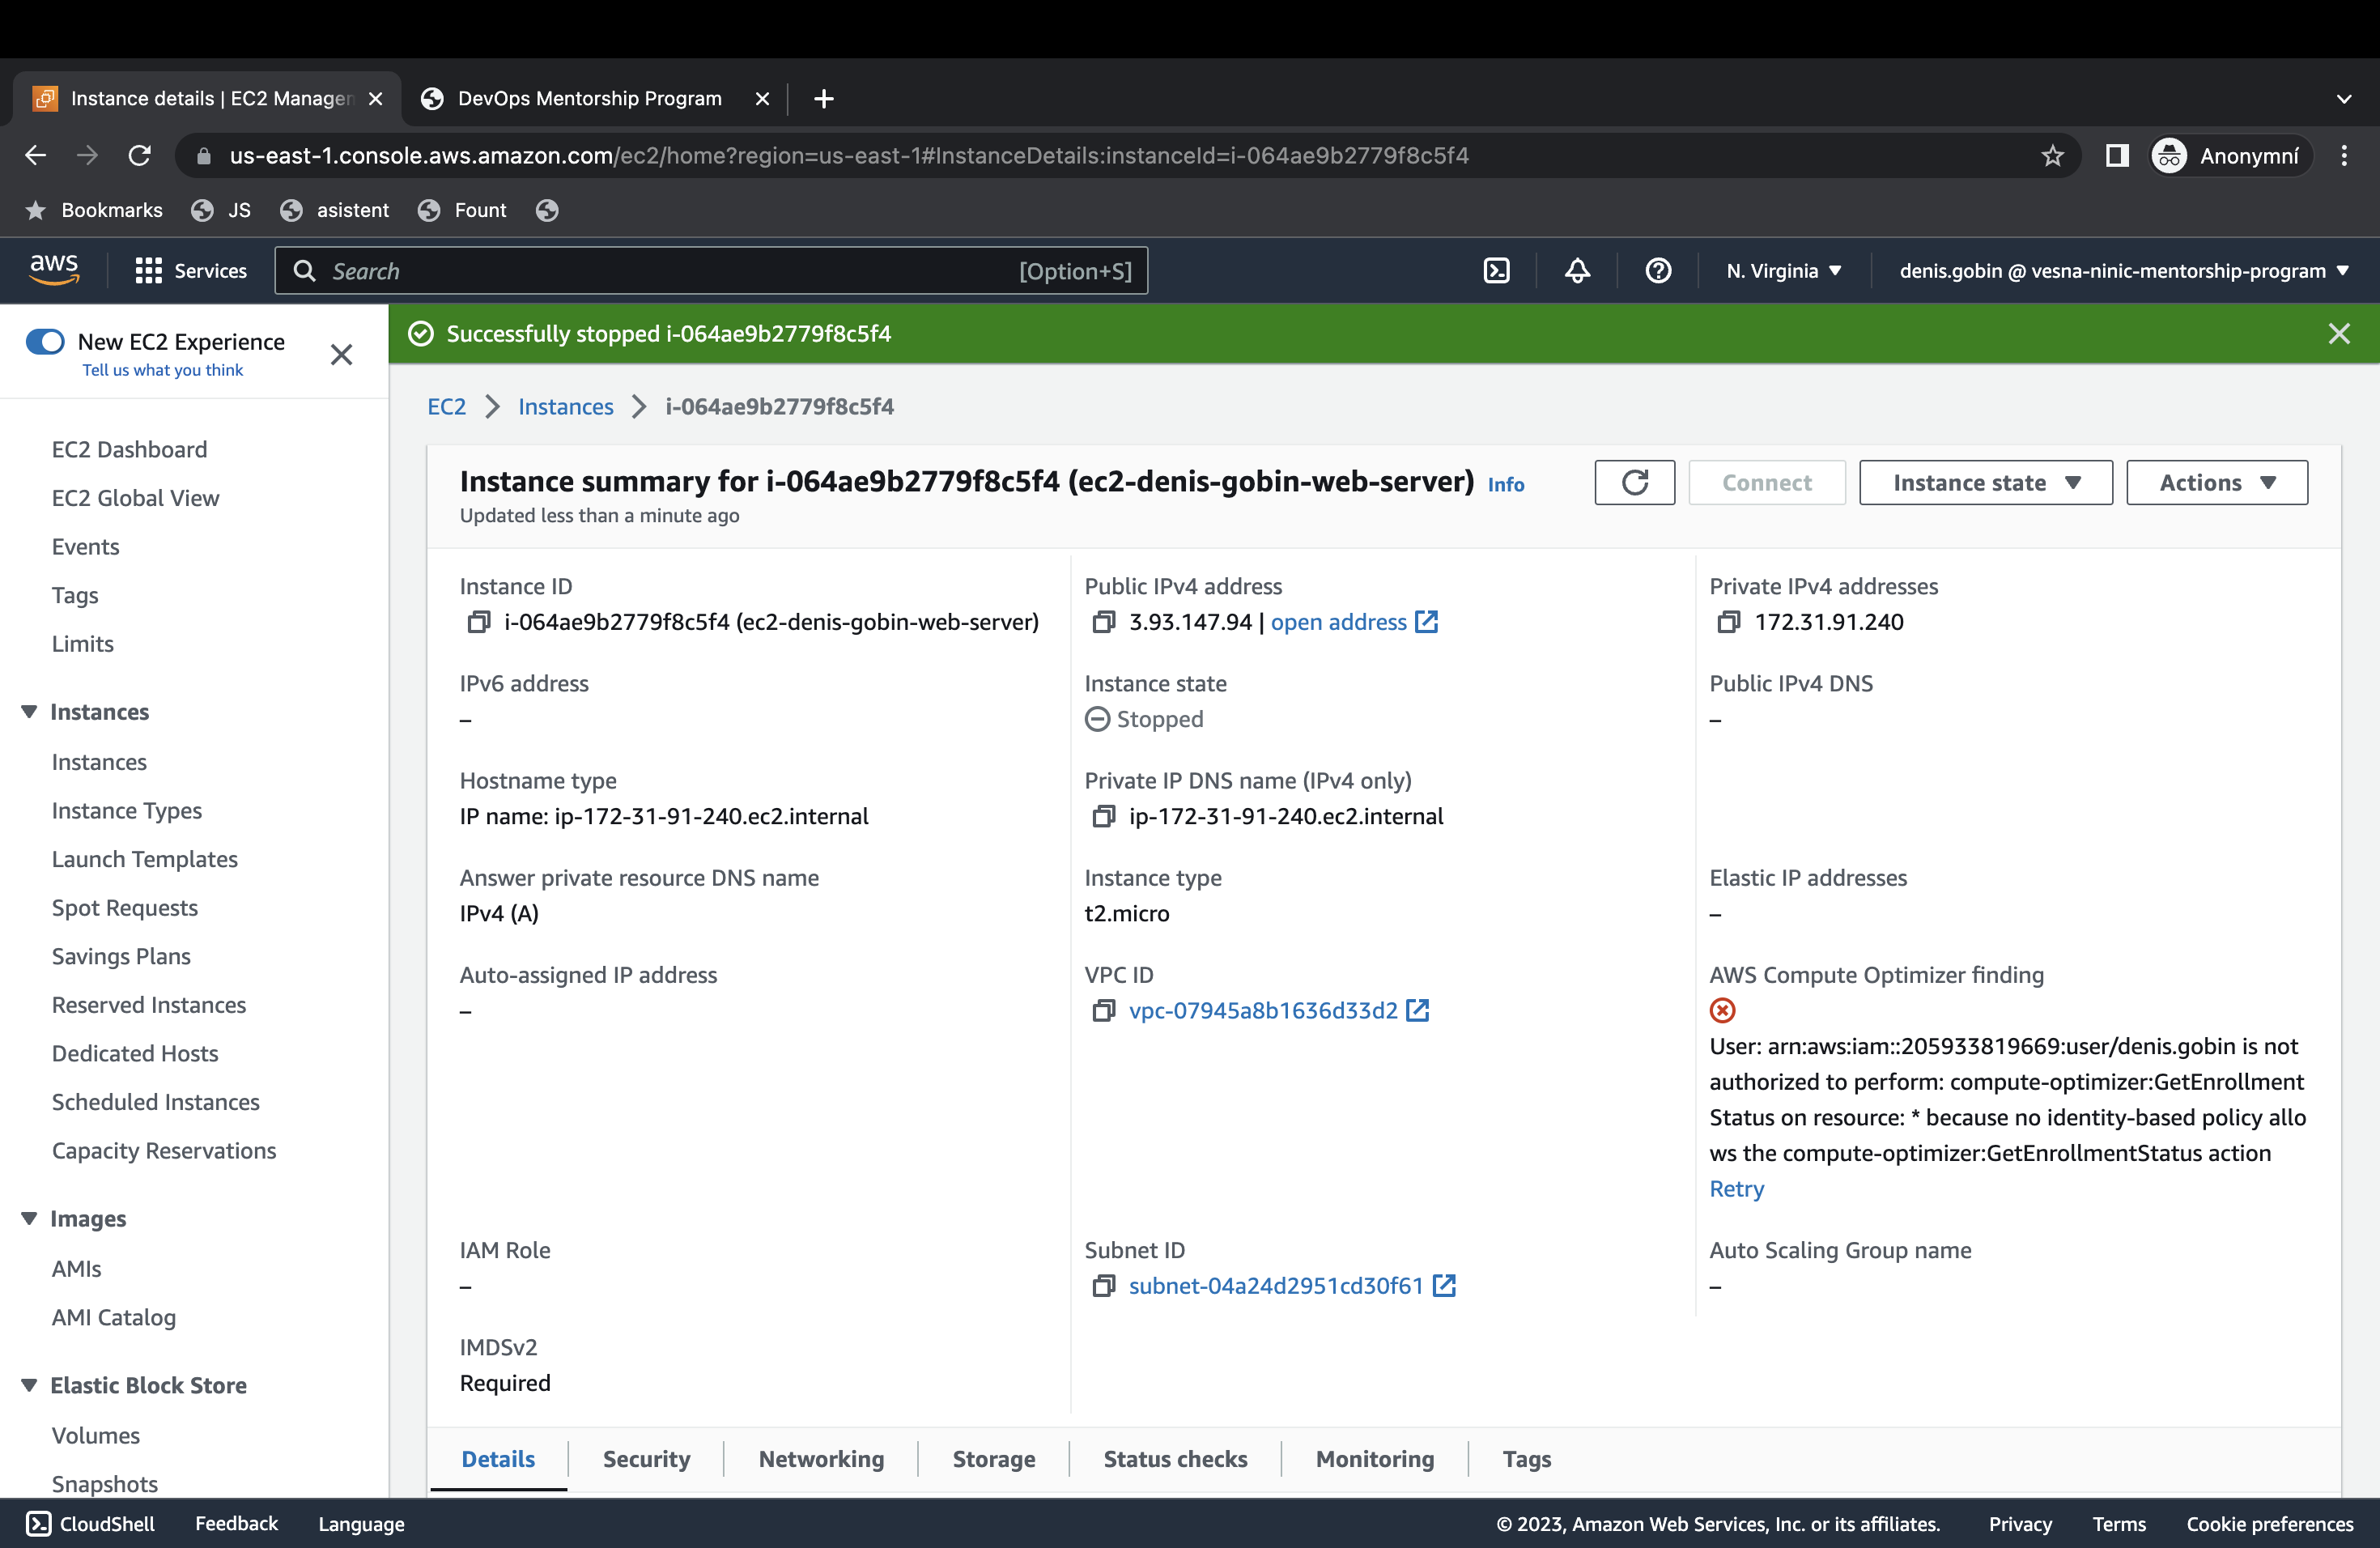 Instance details | EC2 Manager
DevOps Mentorship Program
us-east-1.console.aws.amazon.com/ec2/home?region=us-east-1#InstanceDetails:instanceId=i-064ae9b2779f8c5f4
Anonymní
Bookmarks
JS
asistent
Fount
aws
Services
Search
[Option+S]
N. Virginia
denis.gobin @ vesna-ninic-mentorship-program
New EC2 Experience
Tell us what you think
Successfully stopped i-064ae9b2779f8c5f4
EC2 Dashboard
EC2 Global View
Events
Tags
Limits
Instances
Instances
Instance Types
Launch Templates
Spot Requests
Savings Plans
Reserved Instances
Dedicated Hosts
Scheduled Instances
Capacity Reservations
Images
AMIs
AMI Catalog
Elastic Block Store
Volumes
Snapshots
EC2
Instances
i-064ae9b2779f8c5f4
Instance summary for i-064ae9b2779f8c5f4 (ec2-denis-gobin-web-server) Info
Updated less than a minute ago
Connect
Instance state
Actions
Instance ID
i-064ae9b2779f8c5f4 (ec2-denis-gobin-web-server)
Public IPv4 address
3.93.147.94 | open address
Private IPv4 addresses
172.31.91.240
IPv6 address
–
Instance state
Stopped
Public IPv4 DNS
–
Hostname type
IP name: ip-172-31-91-240.ec2.internal
Private IP DNS name (IPv4 only)
ip-172-31-91-240.ec2.internal
Answer private resource DNS name
IPv4 (A)
Instance type
t2.micro
Elastic IP addresses
–
Auto-assigned IP address
–
VPC ID
vpc-07945a8b1636d33d2
AWS Compute Optimizer finding
User: arn:aws:iam::205933819669:user/denis.gobin is not
authorized to perform: compute-optimizer:GetEnrollment
Status on resource: * because no identity-based policy allo
ws the compute-optimizer:GetEnrollmentStatus action
Retry
IAM Role
–
Subnet ID
subnet-04a24d2951cd30f61
Auto Scaling Group name
–
IMDSv2
Required
Details
Security
Networking
Storage
Status checks
Monitoring
Tags
CloudShell
Feedback
Language
© 2023, Amazon Web Services, Inc. or its affiliates.
Privacy
Terms
Cookie preferences